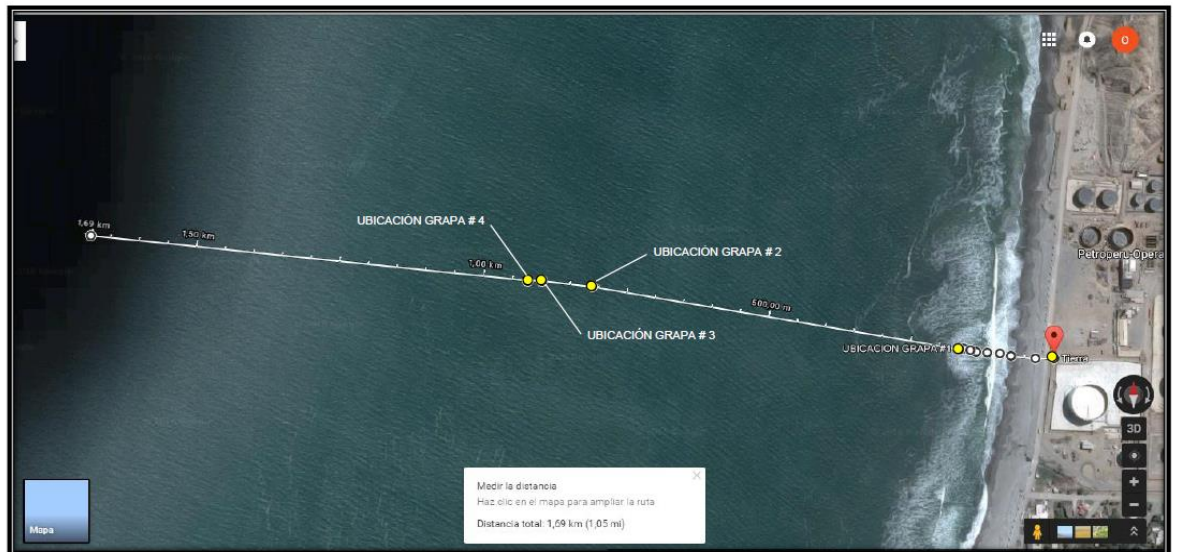 O
1,69 km
1,50 km
UBICACIÓN GRAPA # 4
1,00 km
UBICACIÓN GRAPA # 2
UBICACIÓN GRAPA # 3
500,00 m
UBICACIÓN GRAPA #1
Tierra
Petroperu-Opera
3D
Medir la distancia
Haz clic en el mapa para ampliar la ruta
Distancia total: 1,69 km (1,05 mi)
Mapa